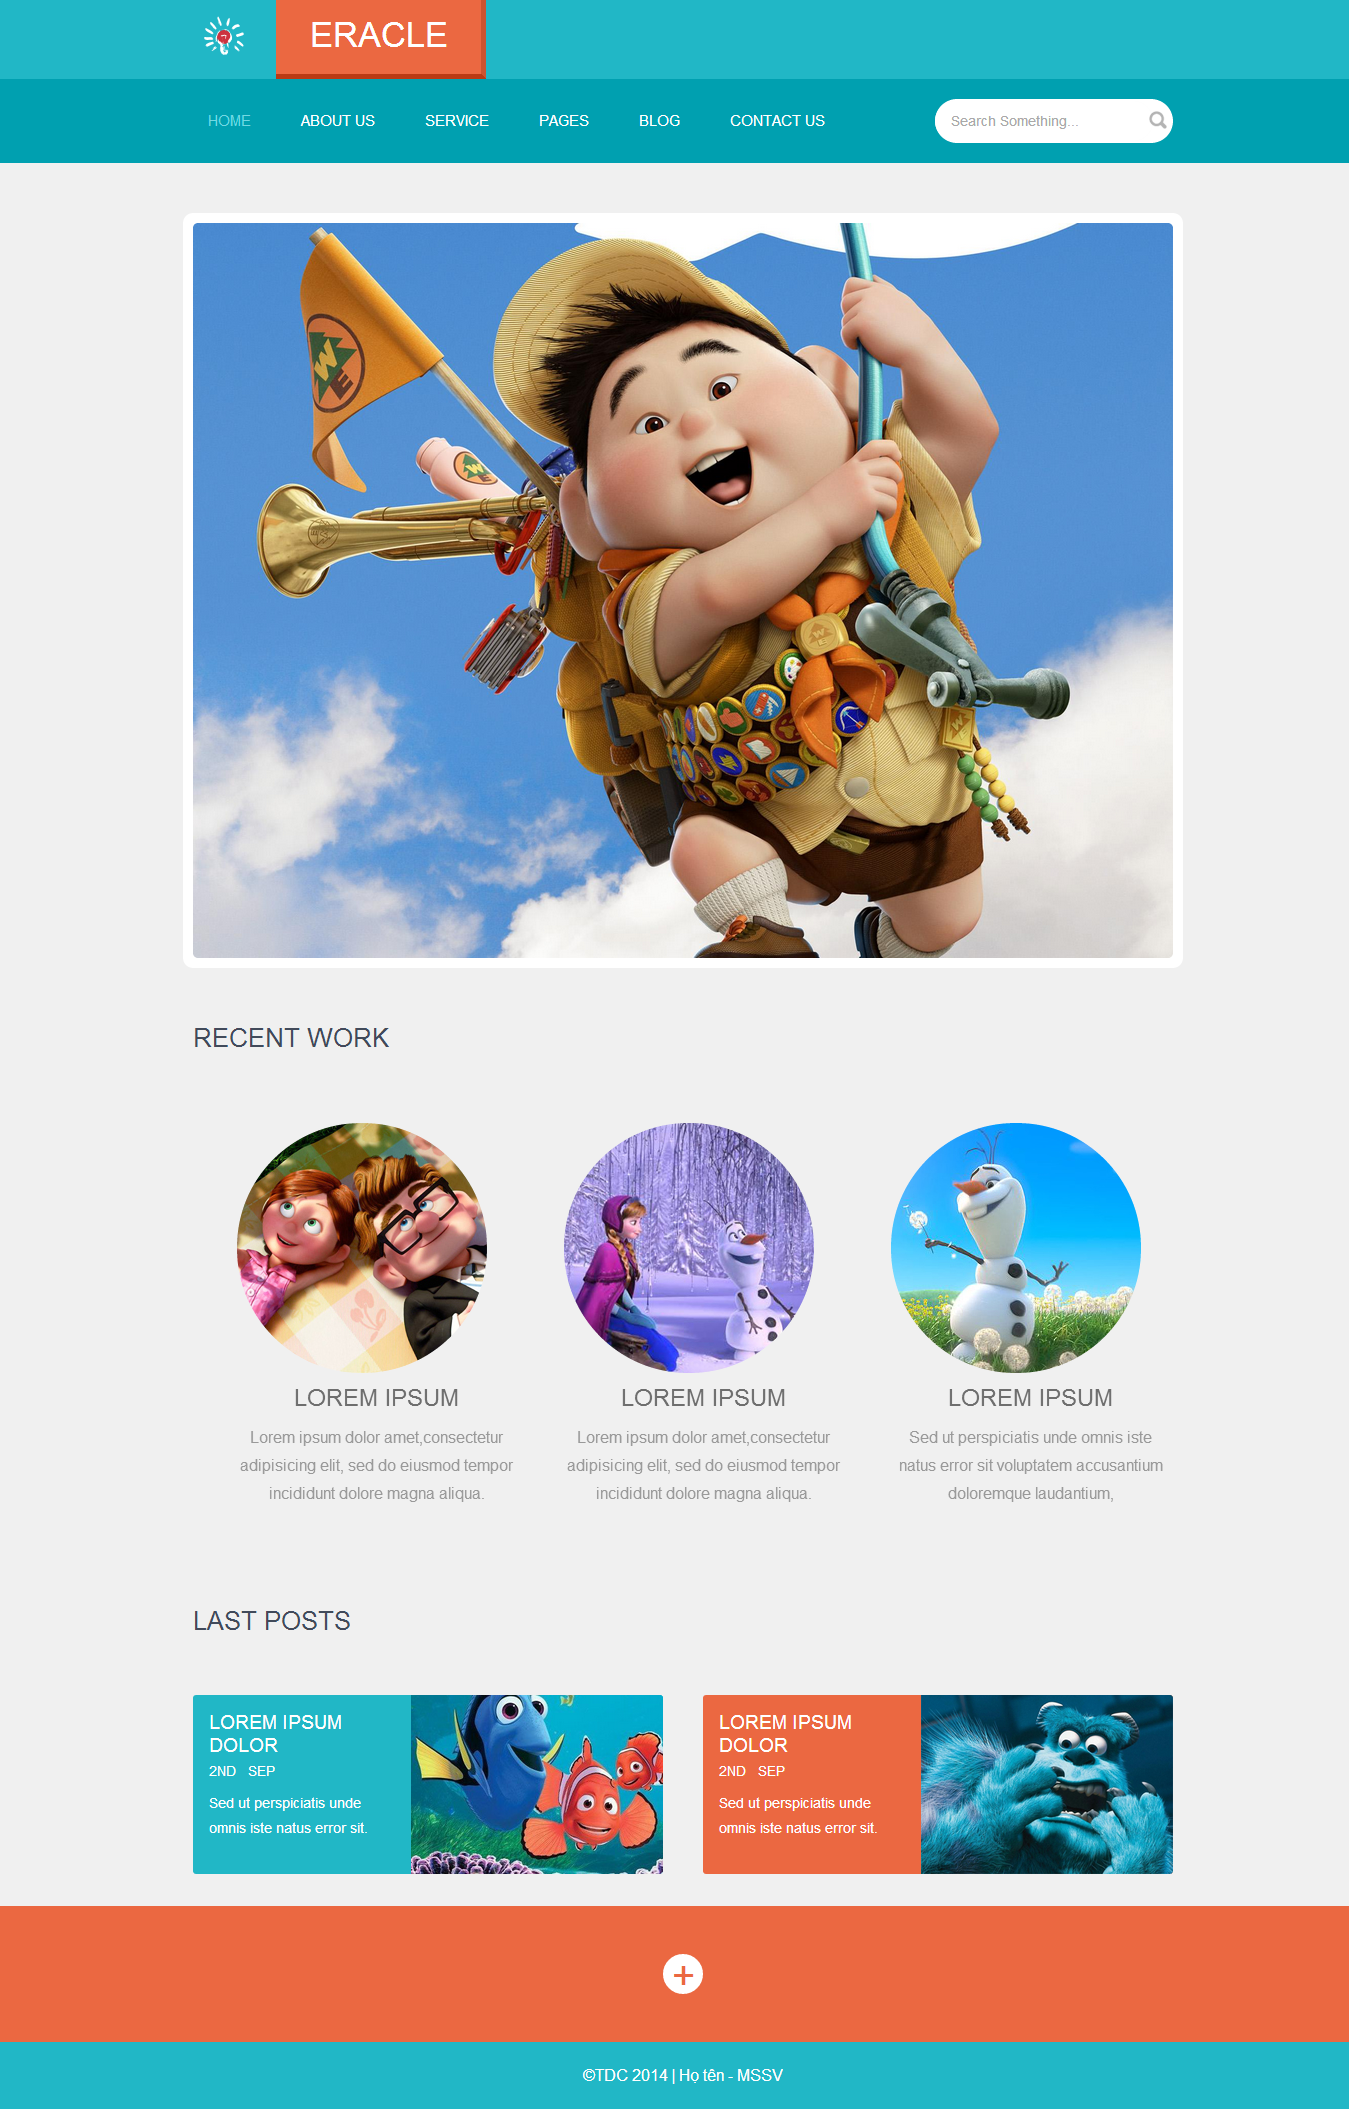 ERACLE
HOME ABOUT US SERVICE PAGES BLOG CONTACT US Search Something...
W
E
RECENT WORK
LOREM IPSUM
Lorem ipsum dolor amet,consectetur
adipisicing elit, sed do eiusmod tempor
incididunt dolore magna aliqua.
LOREM IPSUM
Lorem ipsum dolor amet,consectetur
adipisicing elit, sed do eiusmod tempor
incididunt dolore magna aliqua.
LOREM IPSUM
Sed ut perspiciatis unde omnis iste
natus error sit voluptatem accusantium
doloremque laudantium,
LAST POSTS
LOREM IPSUM
DOLOR
2ND SEP
Sed ut perspiciatis unde
omnis iste natus error sit.
LOREM IPSUM
DOLOR
2ND SEP
Sed ut perspiciatis unde
omnis iste natus error sit.
©TDC 2014 | Họ tên - MSSV